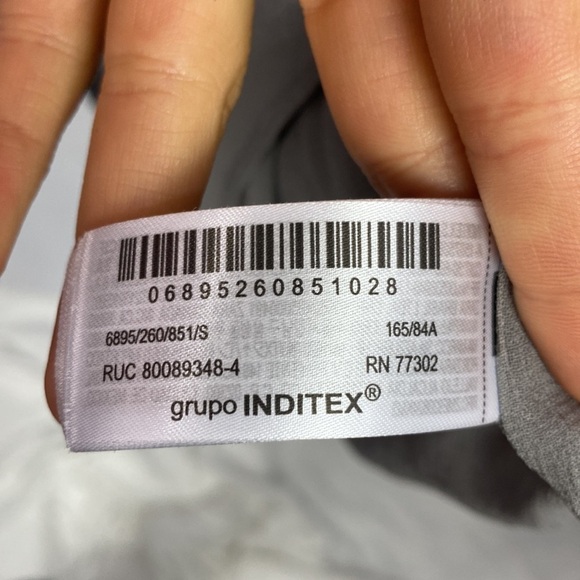 06895260851028
6895/260/851/S 165/84A
RUC 80089348-4 RN 77302
grupo INDITEX®